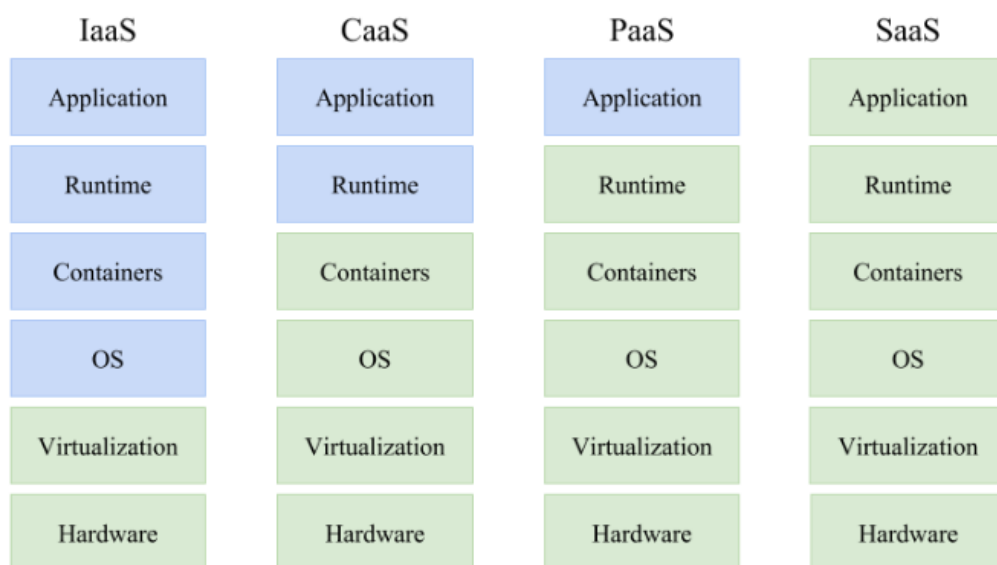 IaaS CaaS PaaS SaaS
Application Application Application Application
Runtime Runtime Runtime Runtime
Containers Containers Containers Containers
OS OS OS OS
Virtualization Virtualization Virtualization Virtualization
Hardware Hardware Hardware Hardware